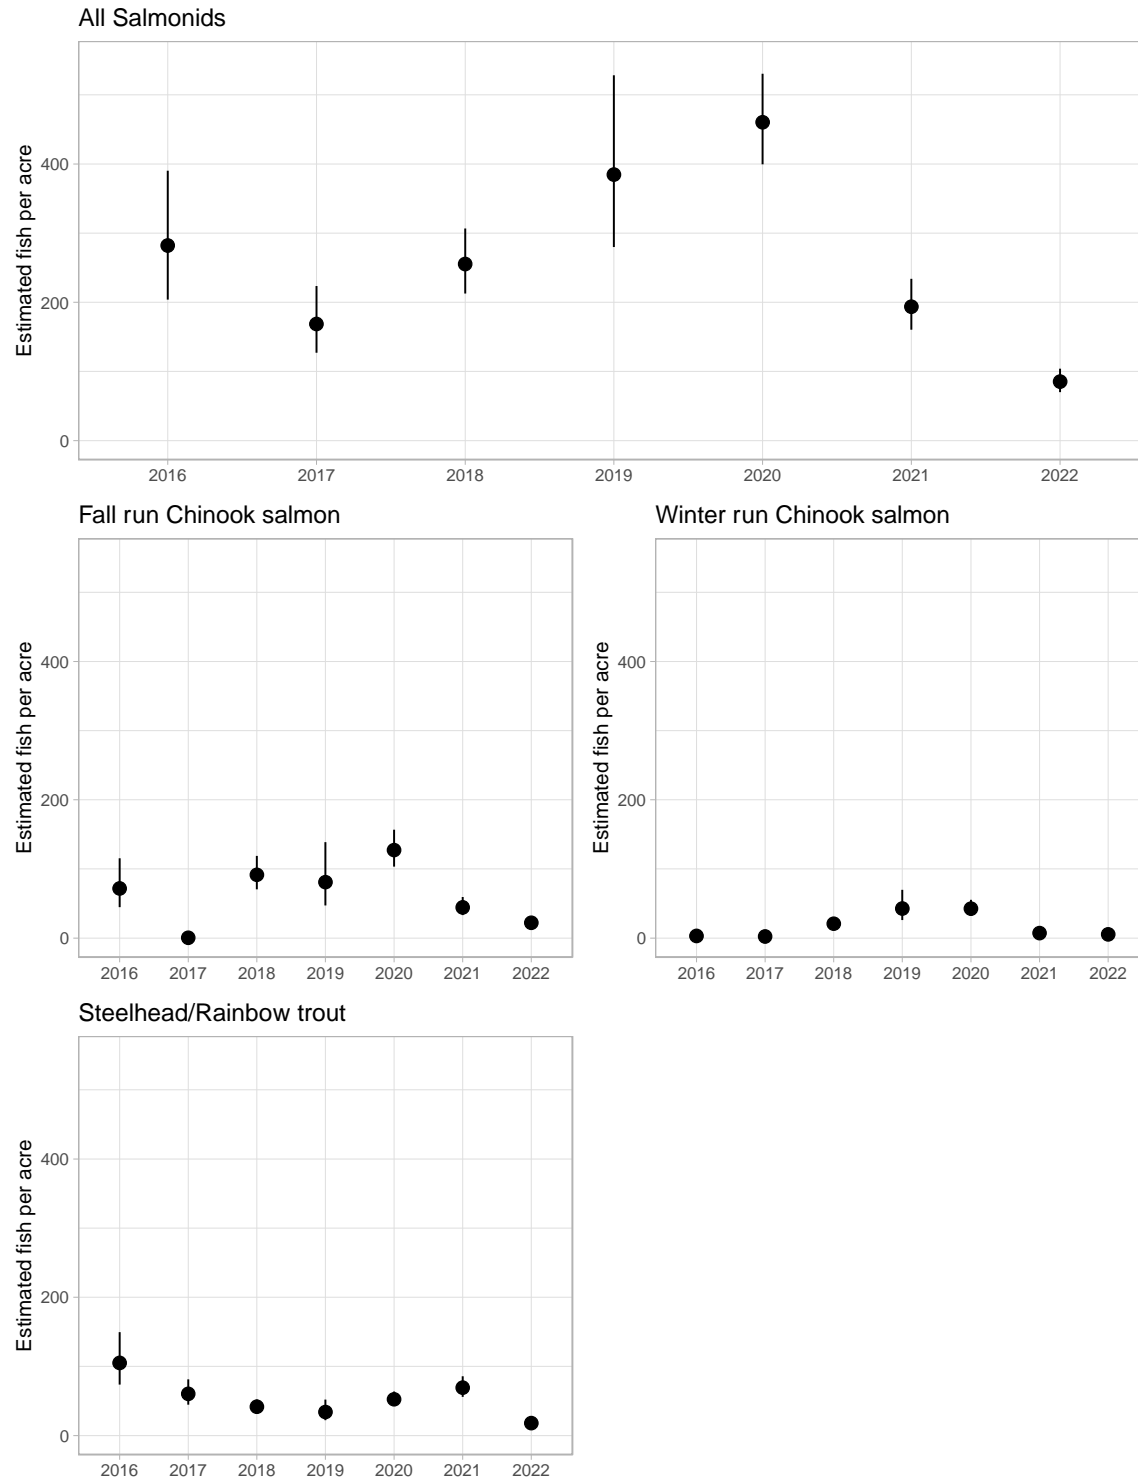 All Salmonids
Estimated fish per acre
400
200
0
2016 2017 2018 2019 2020 2021 2022
Fall run Chinook salmon
Estimated fish per acre
400
200
0
2016 2017 2018 2019 2020 2021 2022
Winter run Chinook salmon
Estimated fish per acre
400
200
0
2016 2017 2018 2019 2020 2021 2022
Steelhead/Rainbow trout
Estimated fish per acre
400
200
0
2016 2017 2018 2019 2020 2021 2022